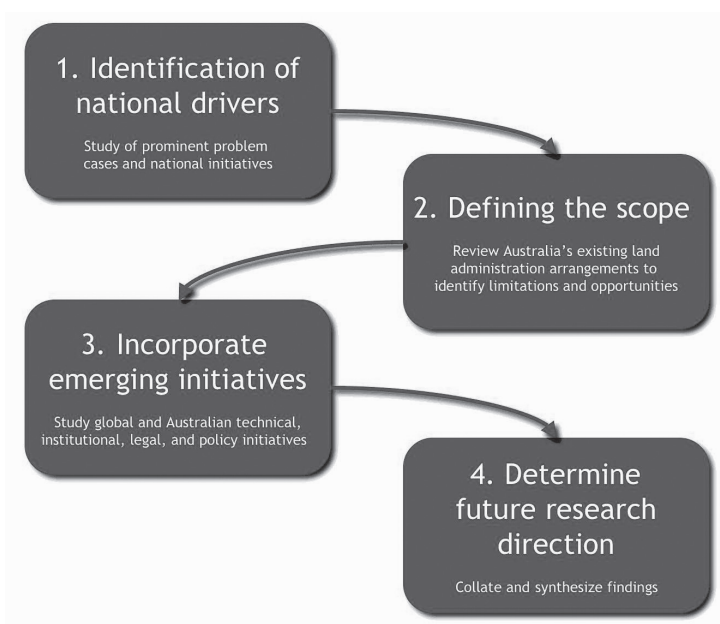 1. Identification of
national drivers
Study of prominent problem
cases and national initiatives
2. Defining the scope
Review Australia's existing land
administration arrangements to
identify limitations and opportunities
3. Incorporate
emerging initiatives
Study global and Australian technical,
institutional, legal, and policy initiatives
4. Determine
future research
direction
Collate and synthesize findings